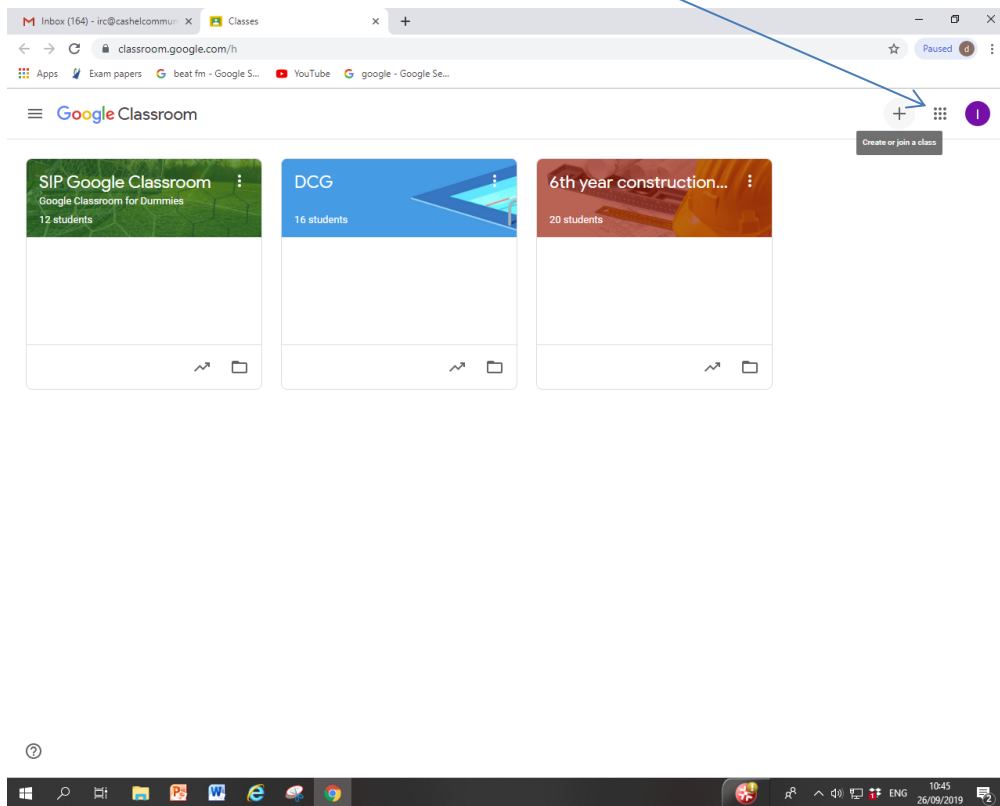 Inbox (164) - irc@cashelcommun
Classes
classroom.google.com/h
Paused d
Apps Exam papers beat fm - Google S... YouTube google - Google Se...
Google Classroom
I
Create or join a class
SIP Google Classroom
Google Classroom for Dummies
12 students
DCG
16 students
6th year construction...
20 students
ENG
10:45
26/09/2019
2